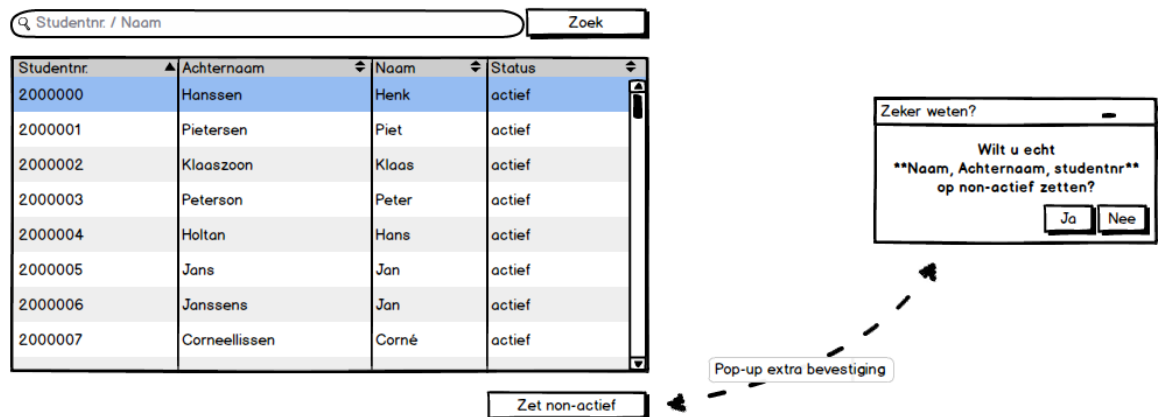 Studentnr. / Naam
Zoek
Studentnr. Achternaam Naam Status
2000000 Hanssen Henk actief
2000001 Pietersen Piet actief
2000002 Klaaszoon Klaas actief
2000003 Peterson Peter actief
2000004 Holtan Hans actief
2000005 Jans Jan actief
2000006 Janssens Jan actief
2000007 Corneellissen Corné actief
Zet non-actief
Pop-up extra bevestiging
Zeker weten?
Wilt u echt
**Naam, Achternaam, studentnr**
op non-actief zetten?
Ja Nee